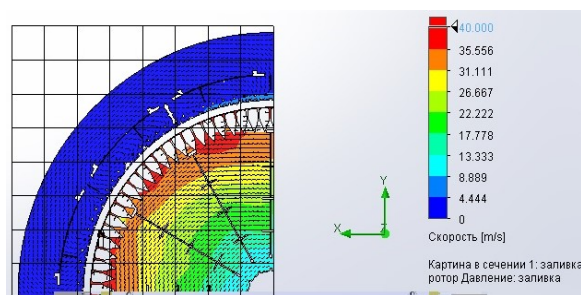 40.000
35.556
31.111
26.667
22.222
17.778
13.333
8.889
4.444
0
Скорость [m/s]
Картина в сечении 1: заливка
ротор Давление: заливка
Y
X
Z